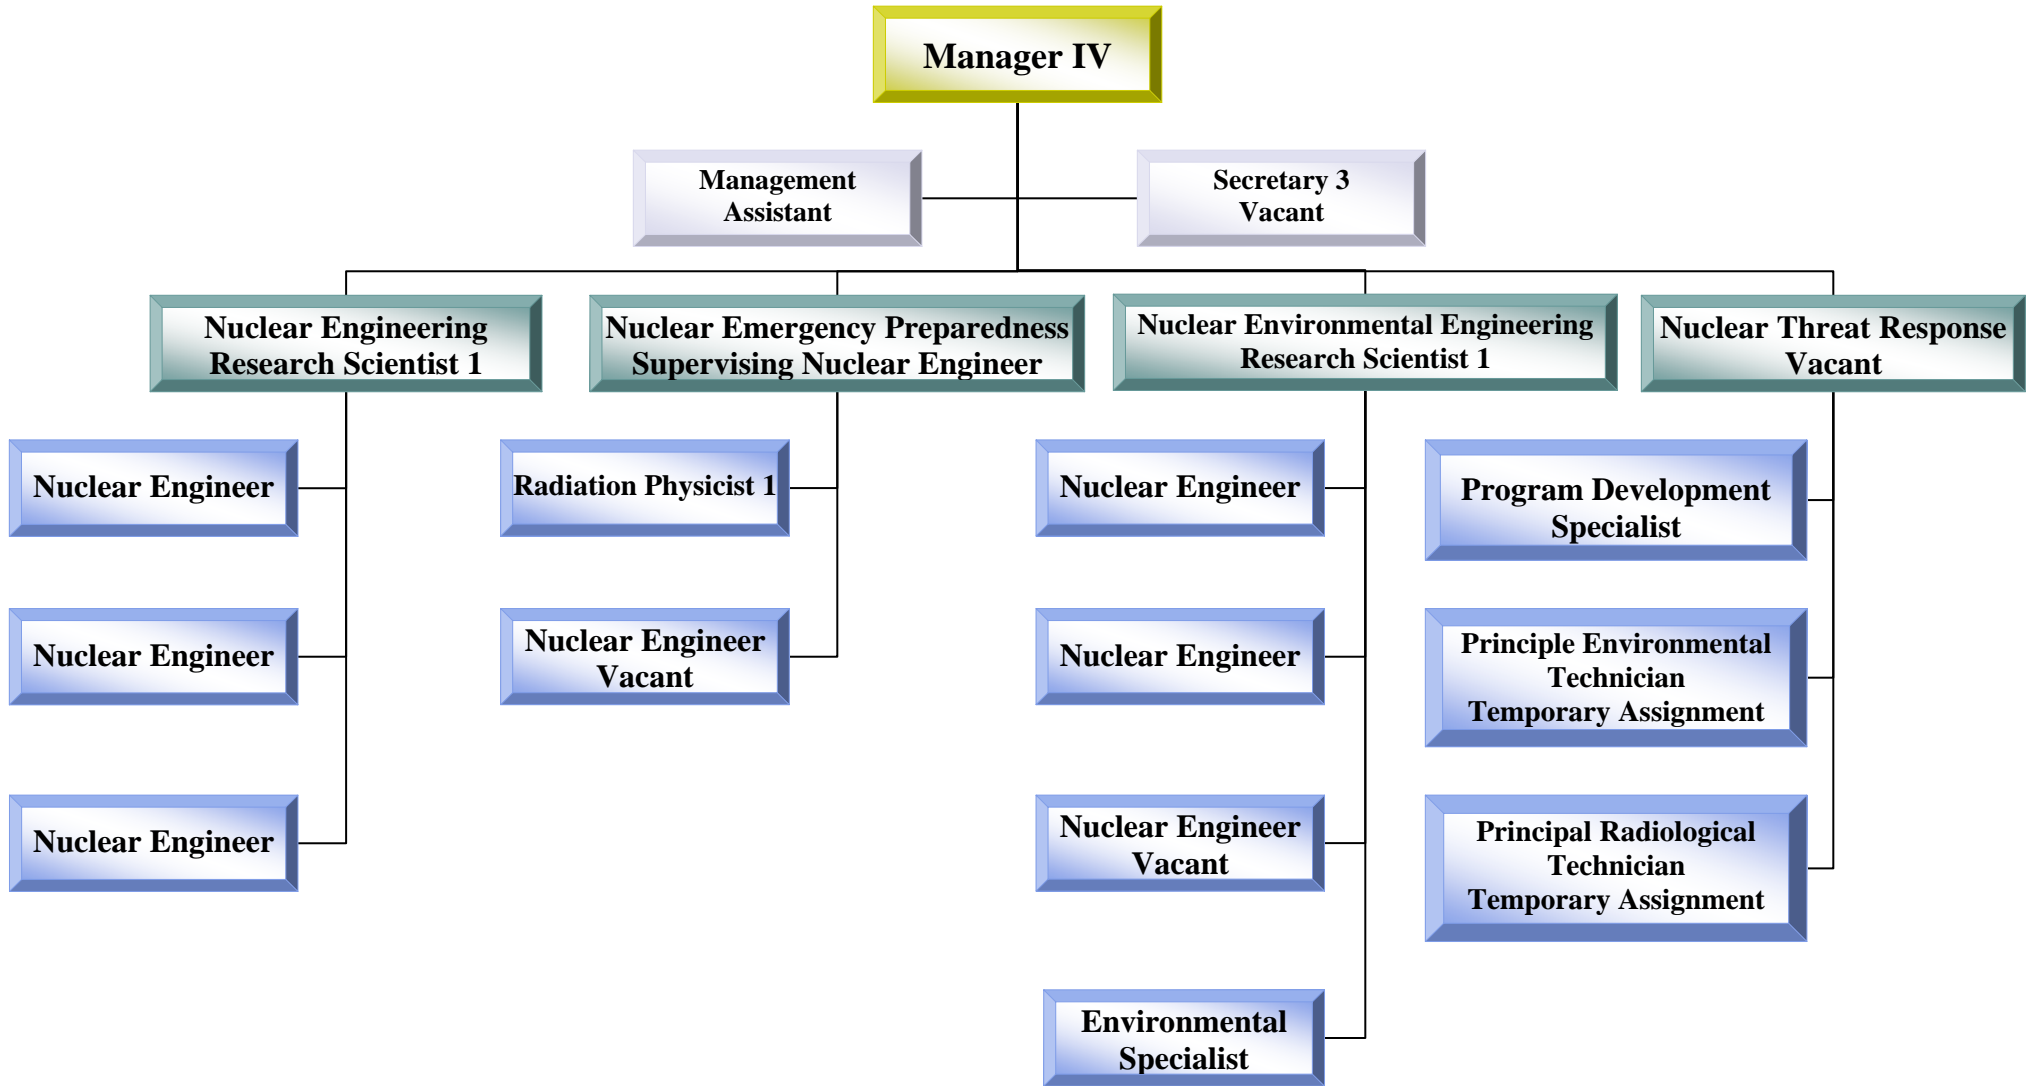 Manager IV
Management
Assistant
Secretary 3
Vacant
Nuclear Engineering
Research Scientist 1
Nuclear Emergency Preparedness
Supervising Nuclear Engineer
Nuclear Environmental Engineering
Research Scientist 1
Nuclear Threat Response
Vacant
Nuclear Engineer
Nuclear Engineer
Nuclear Engineer
Radiation Physicist 1
Nuclear Engineer
Vacant
Nuclear Engineer
Nuclear Engineer
Nuclear Engineer
Vacant
Environmental
Specialist
Program Development
Specialist
Principle Environmental
Technician
Temporary Assignment
Principal Radiological
Technician
Temporary Assignment